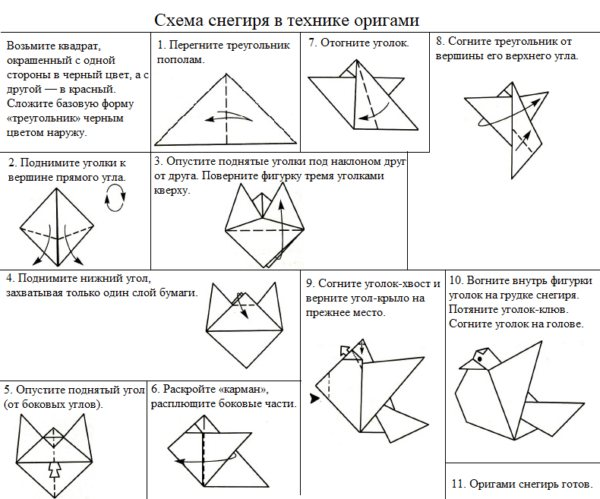 Схема снегиря в технике оригами
Возьмите квадрат,
окрашенный с одной
стороны в черный цвет, а с
другой — в красный.
Сложите базовую форму
«треугольник» черным
цветом наружу.
1. Перегните треугольник
пополам.
2. Поднимите уголки к
вершине прямого угла.
3. Опустите поднятые уголки под наклоном друг
от друга. Поверните фигурку тремя уголками
кверху.
4. Поднимите нижний угол,
захватывая только один слой бумаги.
5. Опустите поднятый угол
(от боковых углов).
6. Раскройте «карман»,
расплющите боковые части.
7. Отогните уголок.
8. Согните треугольник от
вершины его верхнего угла.
9. Согните уголок-хвост и
верните угол-крыло на
прежнее место.
10. Вогните внутрь фигурки
уголок на грудке снегиря.
Потяните уголок-клюв.
Согните уголок на голове.
11. Оригами снегирь готов.